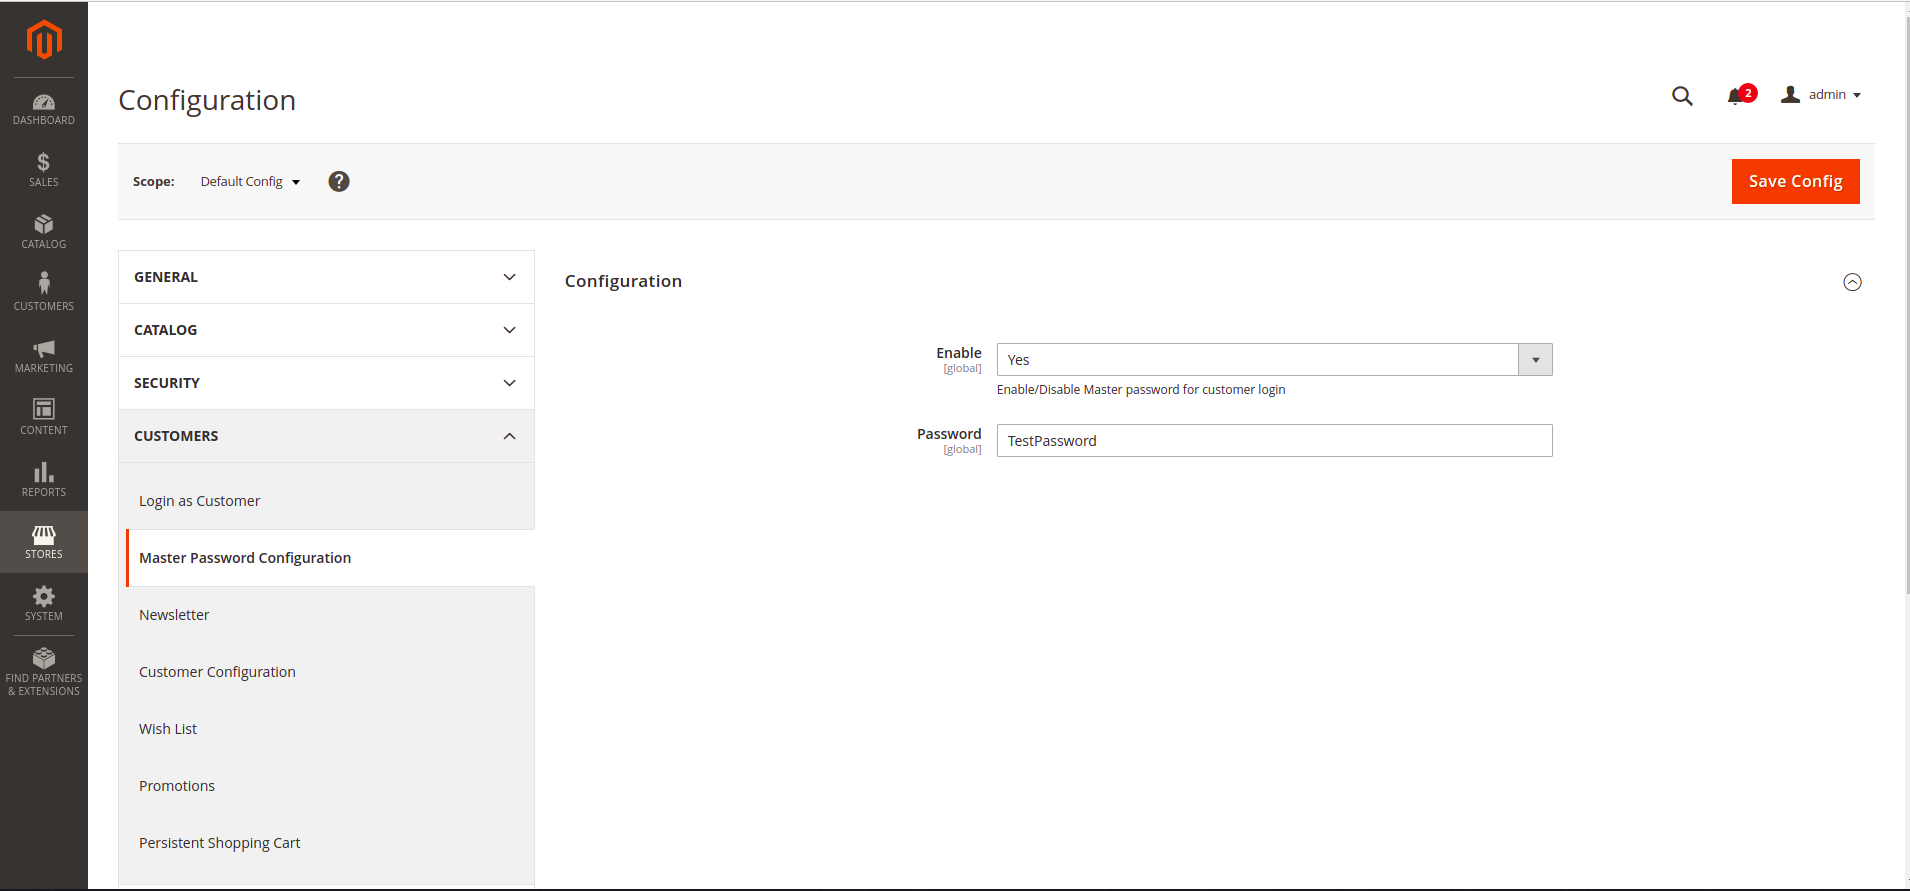 DASHBOARD
SALES
CATALOG
CUSTOMERS
MARKETING
CONTENT
REPORTS
STORES
SYSTEM
FIND PARTNERS
& EXTENSIONS
Configuration
2
admin
Scope: Default Config ?
Save Config
GENERAL
CATALOG
SECURITY
CUSTOMERS
Login as Customer
Master Password Configuration
Newsletter
Customer Configuration
Wish List
Promotions
Persistent Shopping Cart
Configuration
Enable
[global]
Yes
Enable/Disable Master password for customer login
Password
[global]
TestPassword